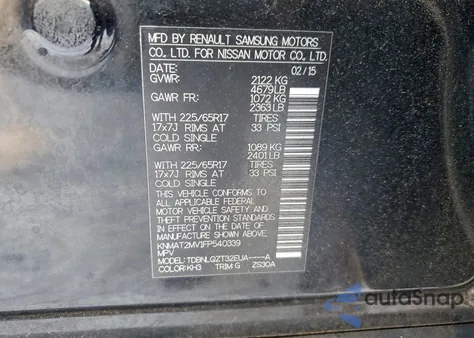 MFD BY RENAULT SAMSUNG MOTORS
CO., LTD. FOR NISSAN MOTOR CO., LTD.
DATE: 02/15
GVWR: 2122 KG
4679LB
GAWR FR: 1072 KG
2363LB
WITH 225/65R17 TIRES
17x7J RIMS AT 33 PSI
COLD SINGLE
GAWR RR: 1089 KG
2401LB
WITH 225/65R17 TIRES
17x7J RIMS AT 33 PSI
COLD SINGLE
THIS VEHICLE CONFORMS TO
ALL APPLICABLE FEDERAL
MOTOR VEHICLE SAFETY AND
THEFT PREVENTION STANDARDS
IN EFFECT ON THE DATE OF
MANUFACTURE SHOWN ABOVE.
KNMAT2MV1FP540339
MPV
MODEL:TDBNLQZT32EUA----A
COLOR:KH3 TRIM:G ZS30A
autoSnap